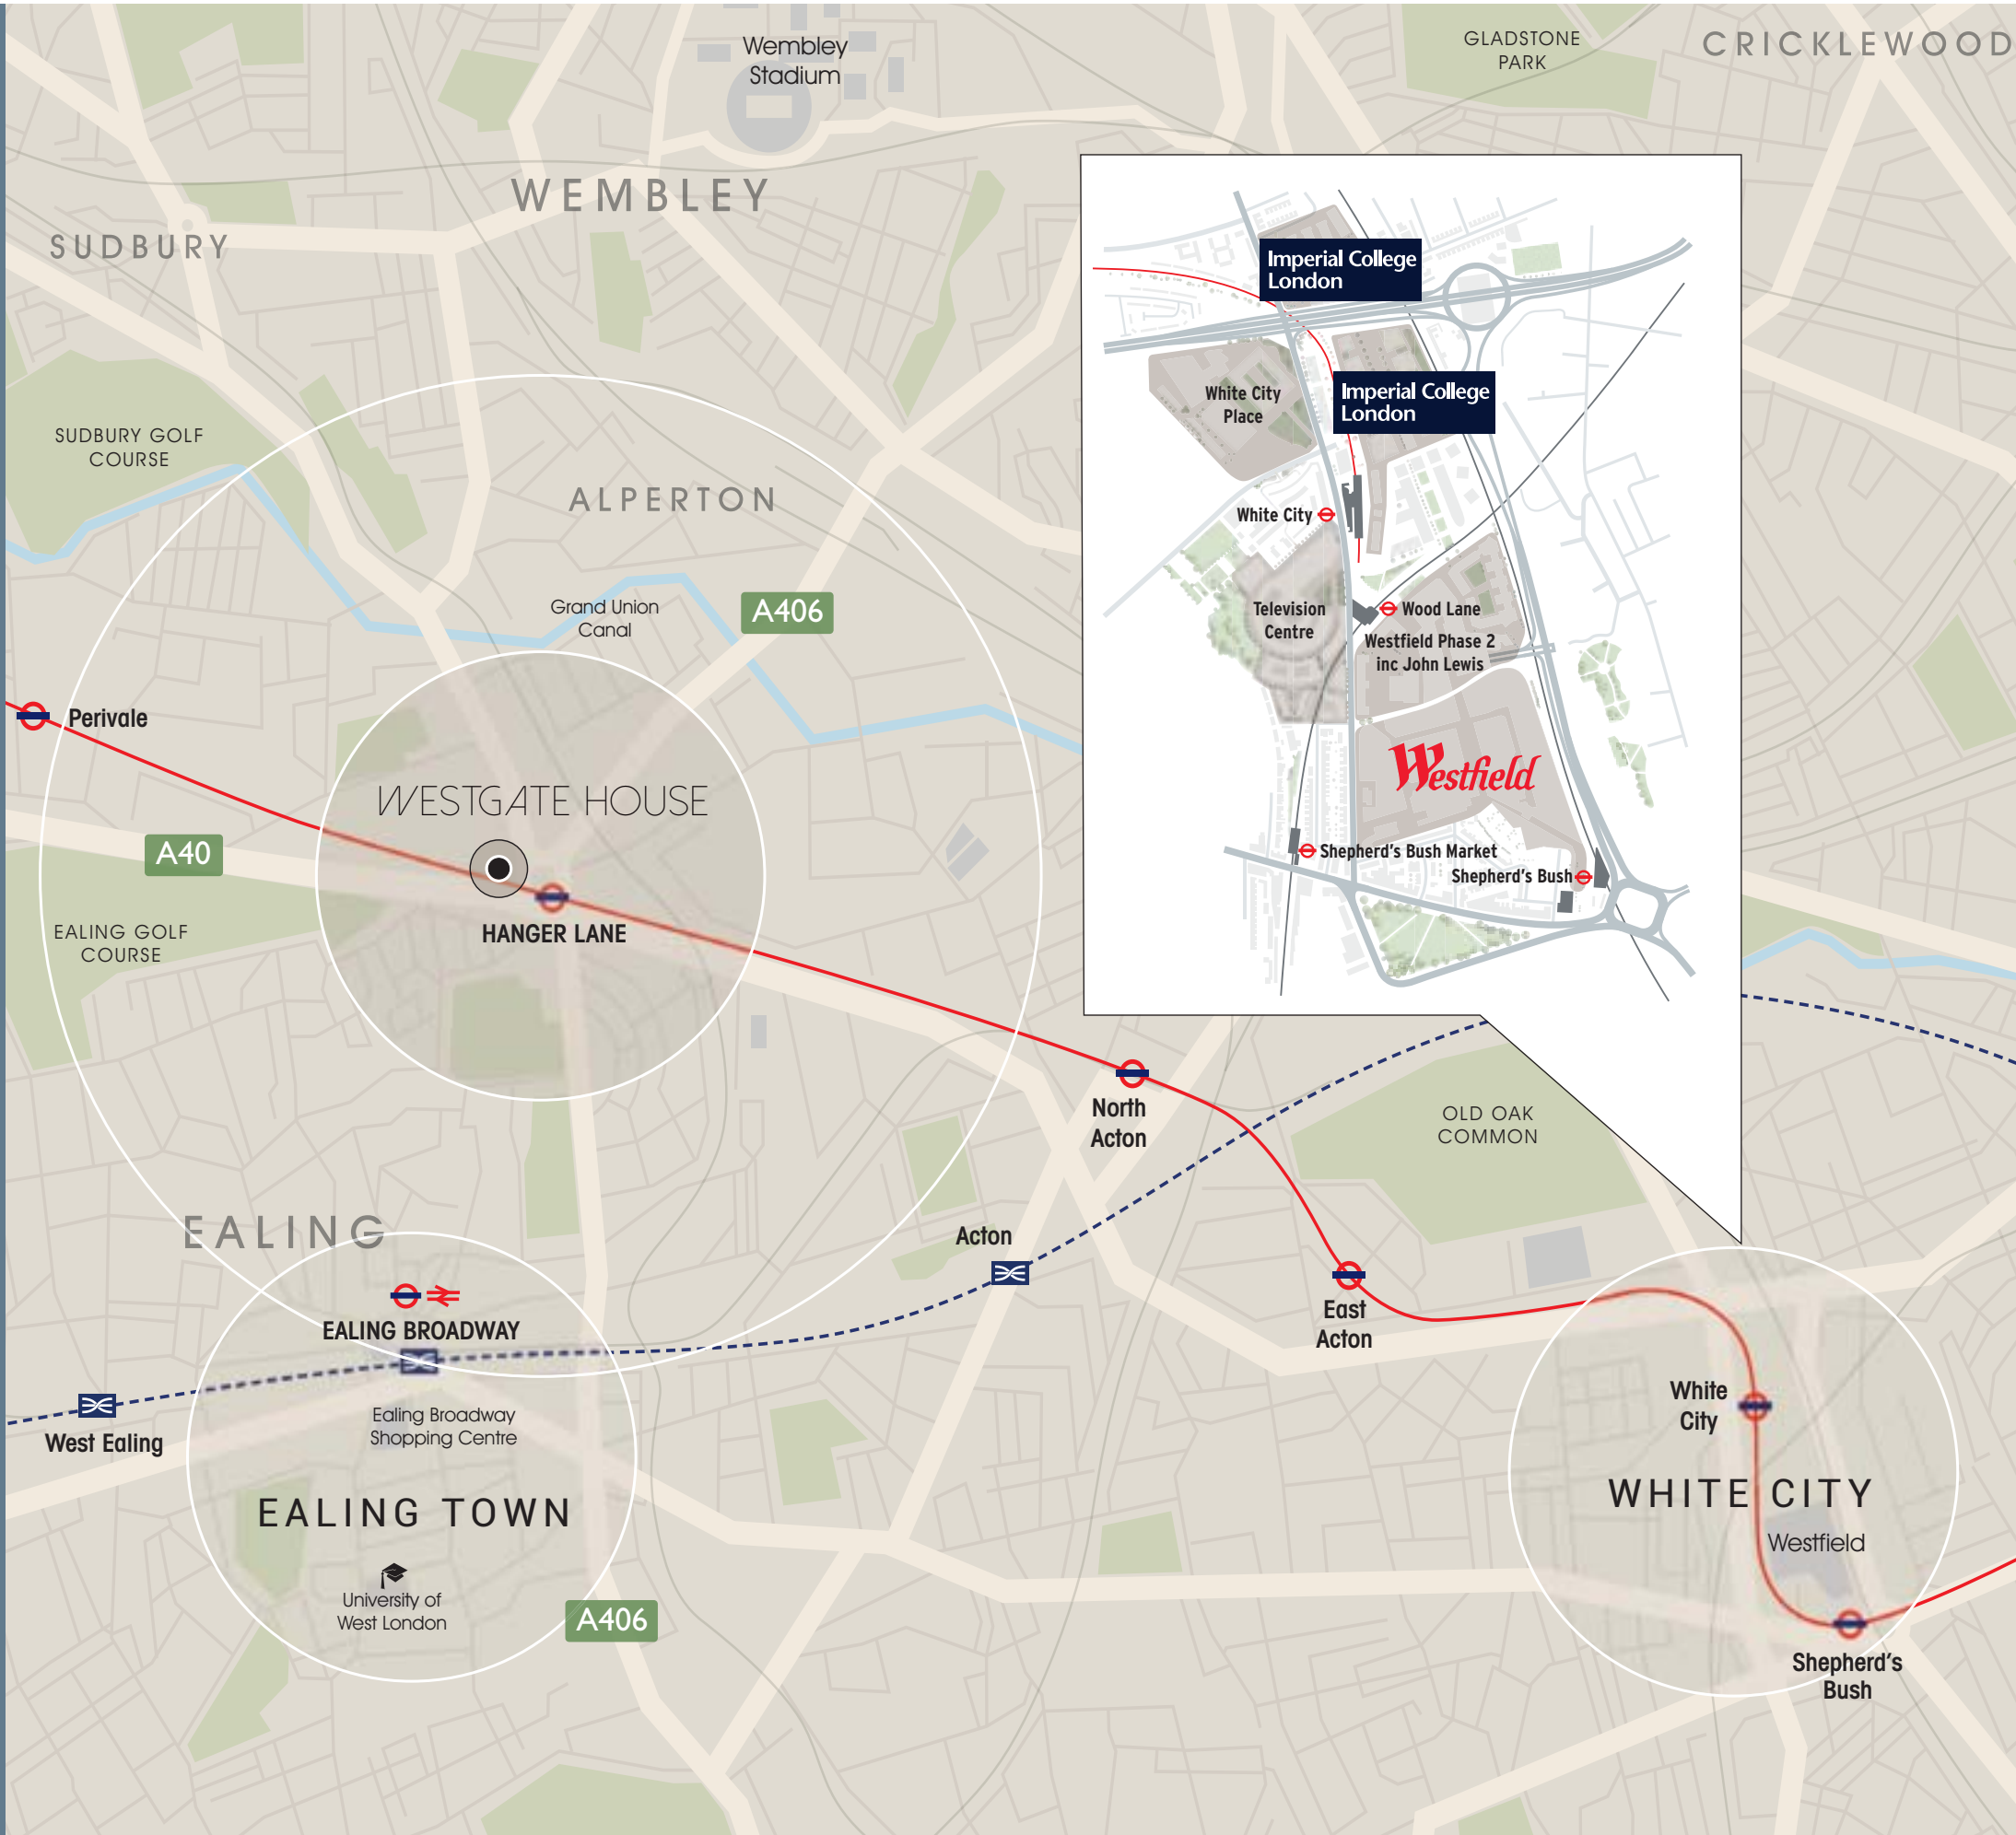 Wembley
Stadium
GLADSTONE
PARK
CRICKLEWOOD
WEMBLEY
SUDBURY
SUDBURY GOLF
COURSE
ALPERTON
Grand Union
Canal
A406
Perivale
WESTGATE HOUSE
A40
HANGER LANE
EALING GOLF
COURSE
Imperial College
London
Imperial College
London
White City
Place
White City
Television
Centre
Wood Lane
Westfield Phase 2
inc John Lewis
Westfield
Shepherd's Bush Market
Shepherd's Bush
North
Acton
OLD OAK
COMMON
EALING
Acton
EALING BROADWAY
East
Acton
West Ealing
Ealing Broadway
Shopping Centre
White
City
EALING TOWN
WHITE CITY
Westfield
University of
West London
A406
Shepherd's
Bush